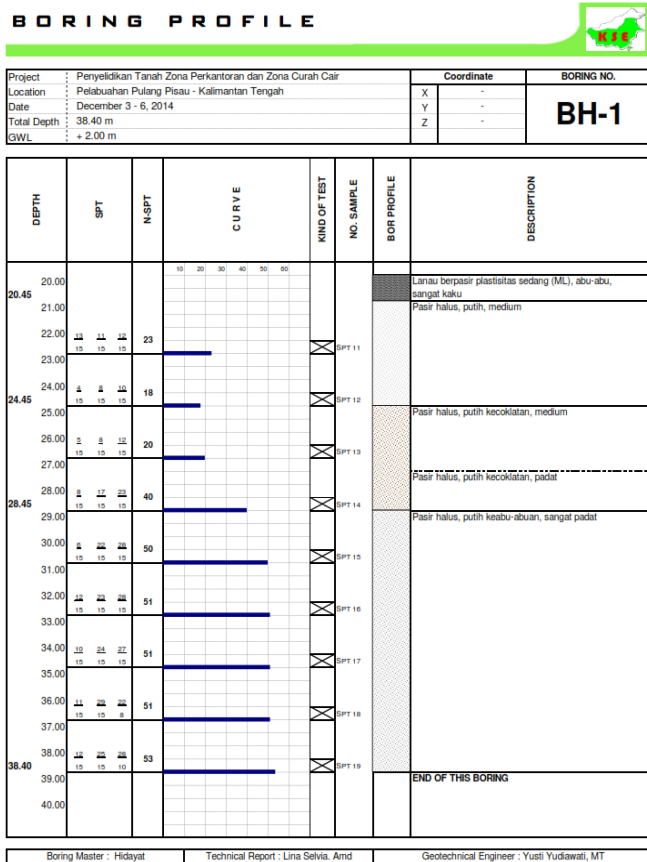 BORING PROFILE
KSE
Project Penyelidikan Tanah Zona Perkantoran dan Zona Curah Cair Coordinate BORING NO.
Location Pelabuahan Pulang Pisau - Kalimantan Tengah X -
Date December 3 - 6, 2014 Y - BH-1
Total Depth 38.40 m Z -
GWL + 2.00 m
DEPTH SPT N-SPT CURVE KIND OF TEST NO. SAMPLE BOR PROFILE DESCRIPTION
10 20 30 40 50 60
20.00 Lanau berpasir plastisitas sedang (ML), abu-abu,
20.45 sangat kaku
21.00 Pasir halus, putih, medium
22.00 13 11 12 23
15 15 15 SPT 11
23.00
24.00 4 8 10 18
24.45 15 15 15 SPT 12
25.00 Pasir halus, putih kecoklatan, medium
26.00 5 8 12 20
15 15 15 SPT 13
27.00
Pasir halus, putih kecoklatan, padat
28.00 8 17 23 40
28.45 15 15 15 SPT 14
29.00 Pasir halus, putih keabu-abuan, sangat padat
30.00 6 22 28 50
15 15 15 SPT 15
31.00
32.00 12 23 28 51
15 15 15 SPT 16
33.00
34.00 10 24 27 51
15 15 15 SPT 17
35.00
36.00 11 29 22 51
15 15 8 SPT 18
37.00
38.00 12 25 28 53
38.40 15 15 10 SPT 19
39.00 END OF THIS BORING
40.00
Boring Master : Hidayat Technical Report : Lina Selvia. Amd Geotechnical Engineer : Yusti Yudiawati, MT